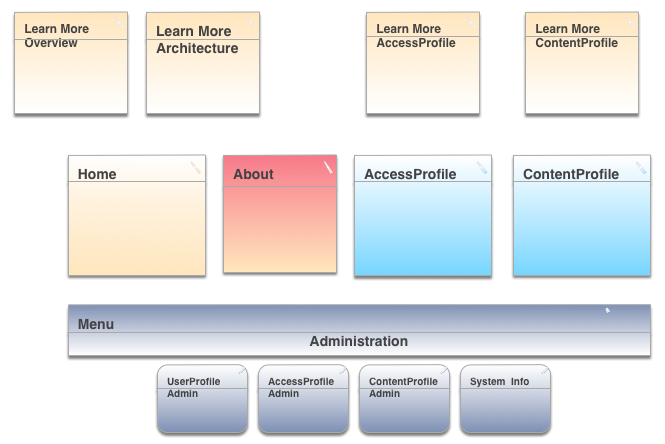 Learn More
Overview
Learn More
Architecture
Learn More
AccessProfile
Learn More
ContentProfile
Home
About
AccessProfile
ContentProfile
Menu
Administration
UserProfile
Admin
AccessProfile
Admin
ContentProfile
Admin
System Info